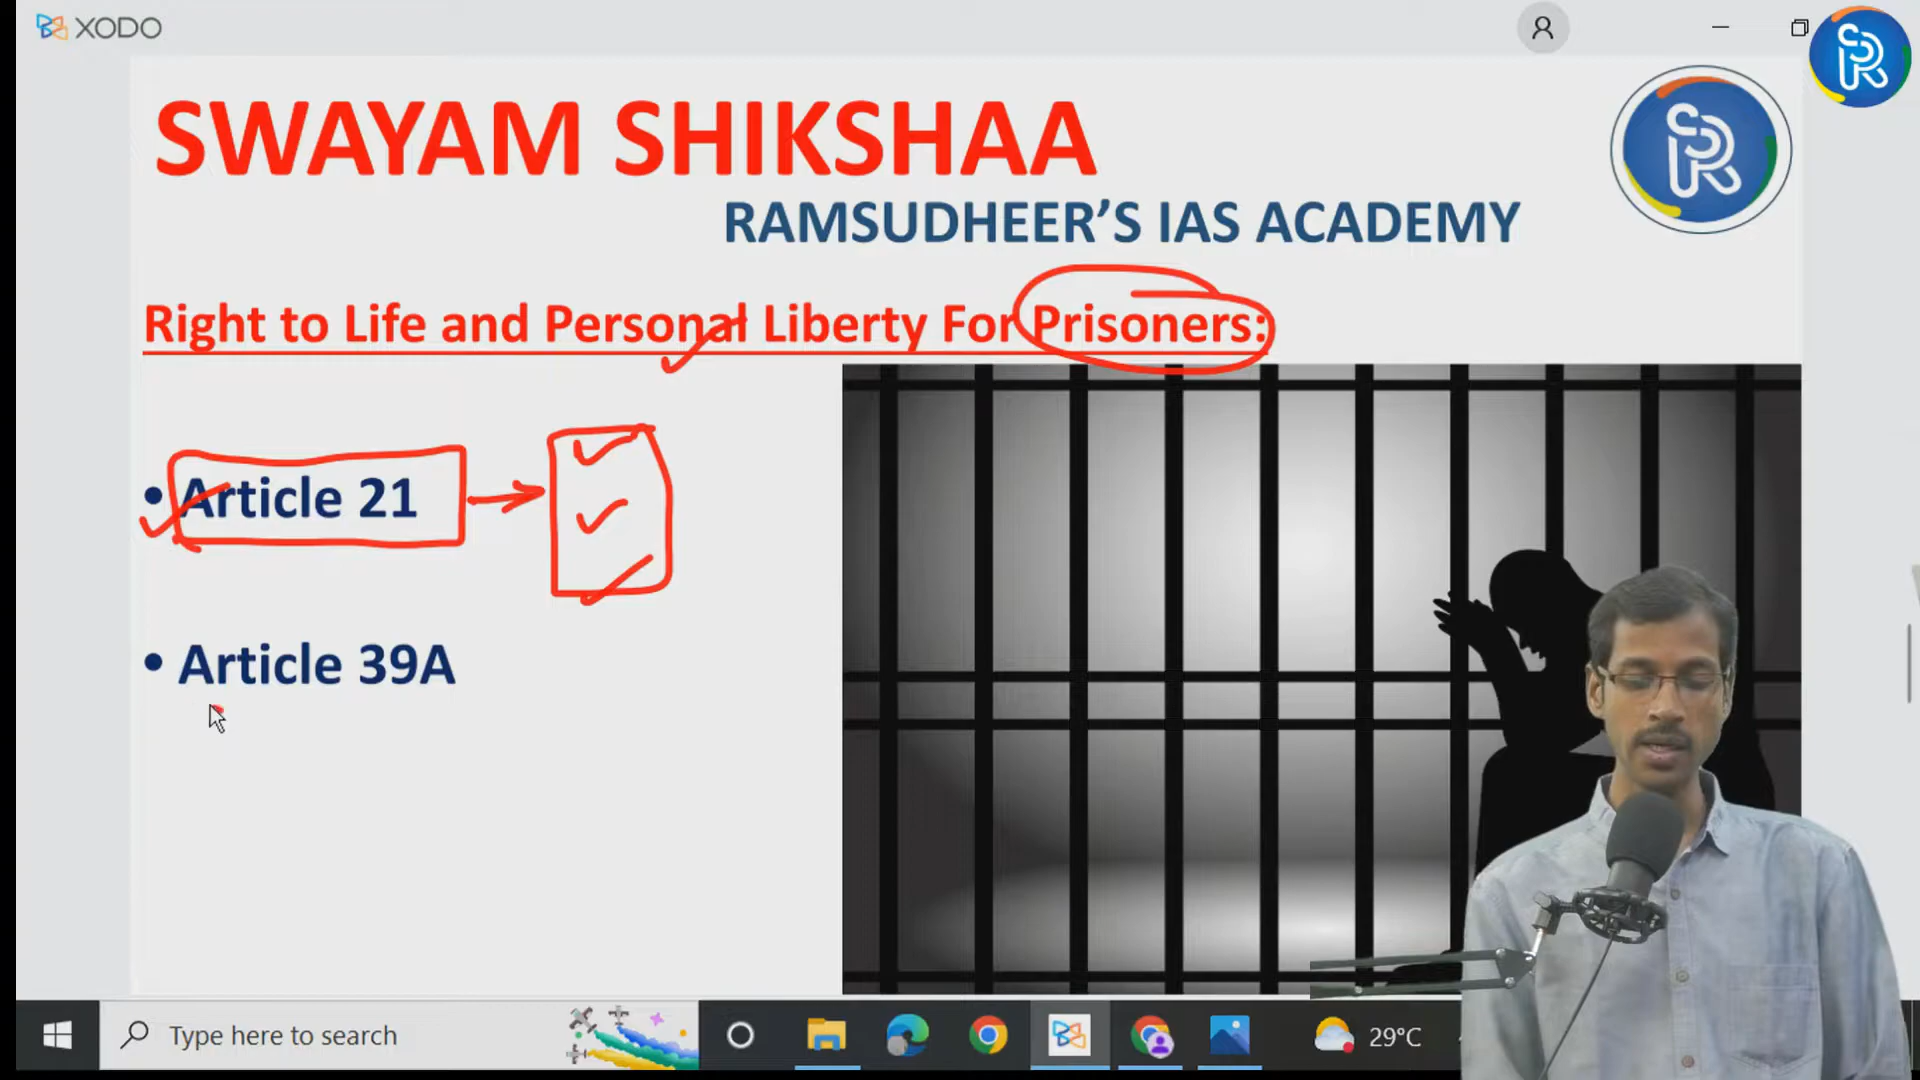 XODO
SWAYAM SHIKSHAA
RAMSUDHEER’S IAS ACADEMY
Right to Life and Personal Liberty For Prisoners:
• Article 21
• Article 39A
Type here to search
29°C